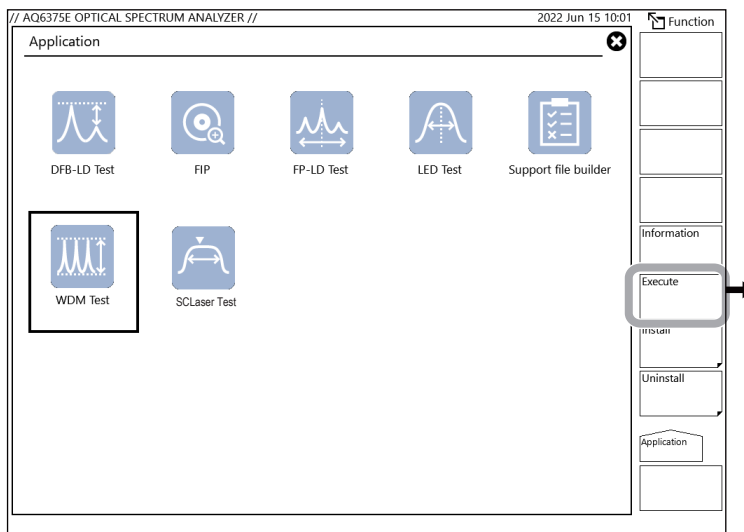 // AQ6375E OPTICAL SPECTRUM ANALYZER // 2022 Jun 15 10:01
Function
Application
DFB-LD Test FIP FP-LD Test LED Test Support file builder
WDM Test SCLaser Test
Information
Execute
Install
Uninstall
Application